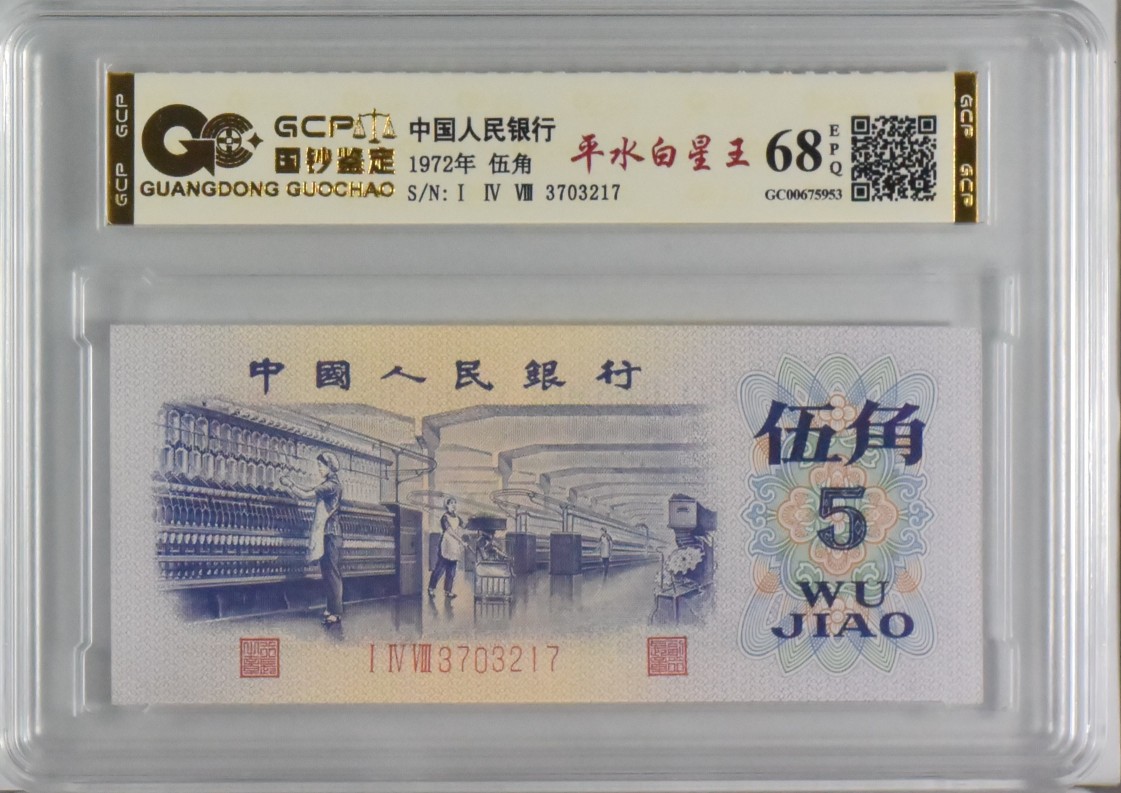 GCP GCP
GCP
国钞鉴定
GUANGDONG GUOCHAO
中国人民银行
1972年 伍角
S/N: I IV VIII 3703217
平水白星王
68
EPQ
GC00675953
GCP GCP
中國人民銀行
伍角
5
WU
JIAO
I IV VIII 3703217